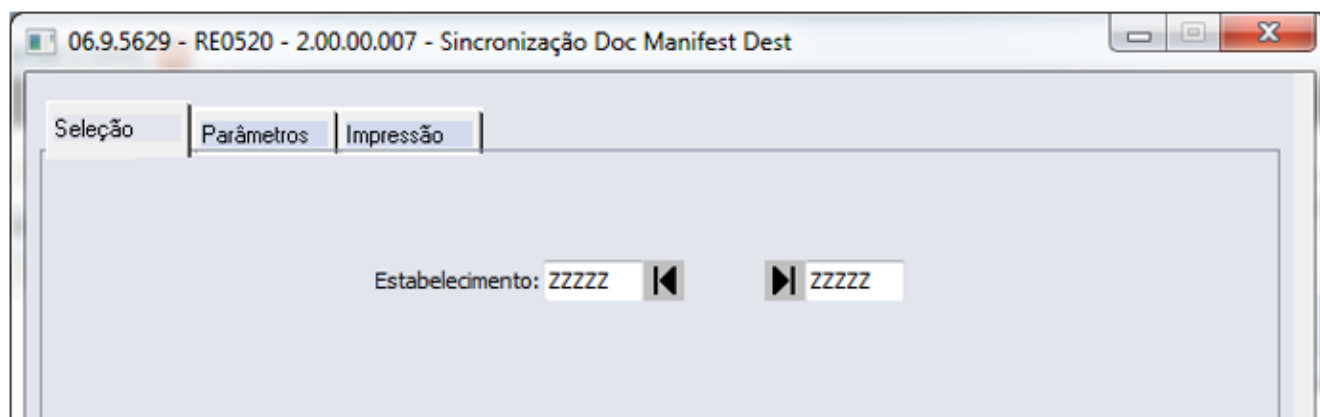 06.9.5629 - RE0520 - 2.00.00.007 - Sincronização Doc Manifest Dest
Seleção Parâmetros Impressão
Estabelecimento: ZZZZZ ZZZZZ